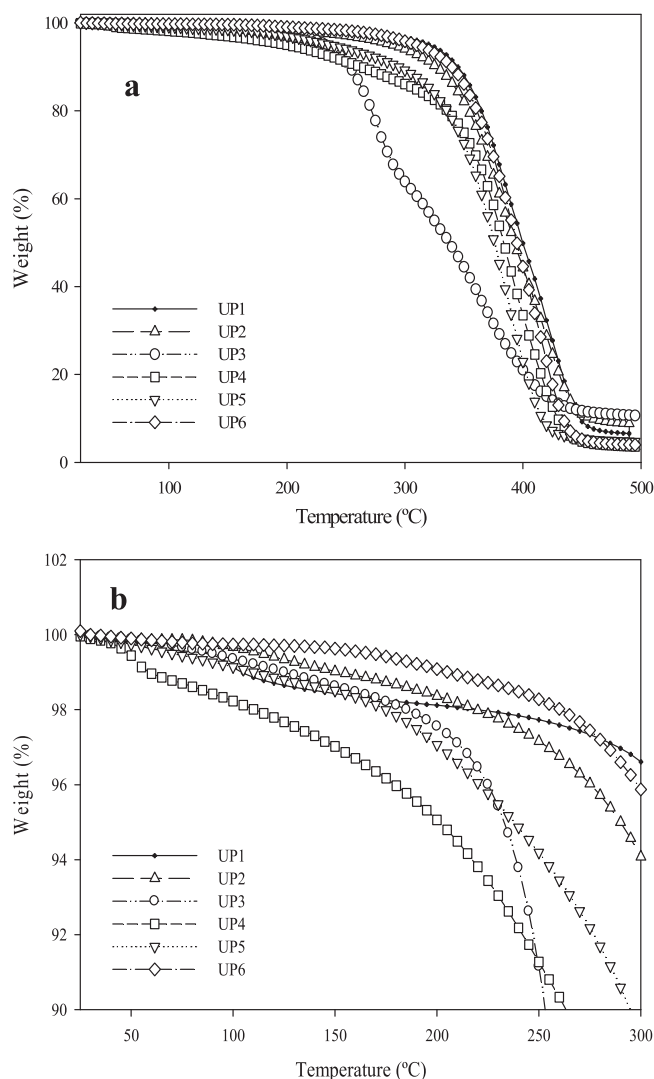 100
a
80
60
Weight (%)
40
UP1
UP2
UP3
20
UP4
UP5
UP6
0
100 200 300 400 500
Temperature (ºC)
102
b
100
98
96
Weight (%)
94
UP1
UP2
UP3
92
UP4
UP5
UP6
90
50 100 150 200 250 300
Temperature (ºC)